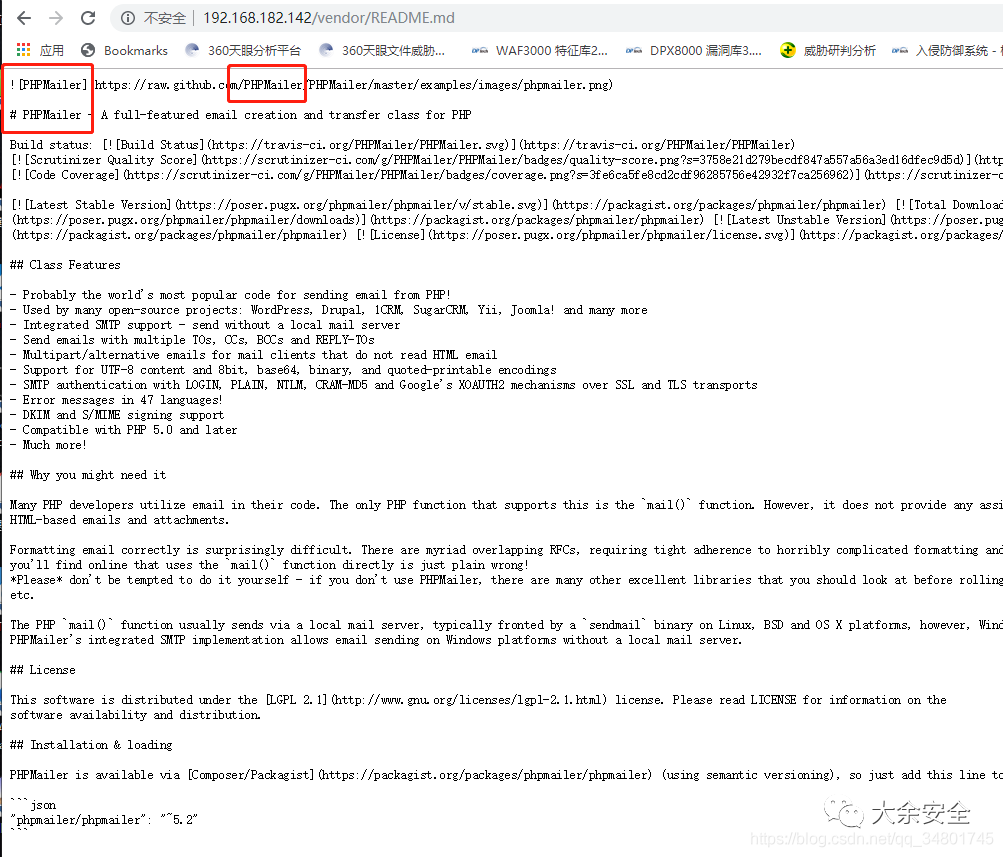 不安全 192.168.182.142/vendor/README.md
应用 Bookmarks 360天眼分析平台 360天眼文件威胁... WAF3000 特征库2... DPX8000 漏洞库3.... 威胁研判分析 入侵防御系统 -
![PHPMailer](https://raw.github.com/PHPMailer/PHPMailer/master/examples/images/phpmailer.png)
# PHPMailer - A full-featured email creation and transfer class for PHP
Build status: [![Build Status](https://travis-ci.org/PHPMailer/PHPMailer.svg)](https://travis-ci.org/PHPMailer/PHPMailer)
[![Scrutinizer Quality Score](https://scrutinizer-ci.com/g/PHPMailer/PHPMailer/badges/quality-score.png?s=3758e21d279becdf847a557a56a3ed16dfec9d5d)](http
[![Code Coverage](https://scrutinizer-ci.com/g/PHPMailer/PHPMailer/badges/coverage.png?s=3fe6ca5fe8cd2cdf96285756e42932f7ca256962)](https://scrutinizer-c
[![Latest Stable Version](https://poser.pugx.org/phpmailer/phpmailer/v/stable.svg)](https://packagist.org/packages/phpmailer/phpmailer) [![Total Download
(https://poser.pugx.org/phpmailer/phpmailer/downloads)](https://packagist.org/packages/phpmailer/phpmailer) [![Latest Unstable Version](https://poser.pug
(https://packagist.org/packages/phpmailer/phpmailer) [![License](https://poser.pugx.org/phpmailer/phpmailer/license.svg)](https://packagist.org/packages/
## Class Features
- Probably the world's most popular code for sending email from PHP!
- Used by many open-source projects: WordPress, Drupal, 1CRM, SugarCRM, Yii, Joomla! and many more
- Integrated SMTP support - send without a local mail server
- Send emails with multiple TOs, CCs, BCCs and REPLY-TOs
- Multipart/alternative emails for mail clients that do not read HTML email
- Support for UTF-8 content and 8bit, base64, binary, and quoted-printable encodings
- SMTP authentication with LOGIN, PLAIN, NTLM, CRAM-MD5 and Google's XOAUTH2 mechanisms over SSL and TLS transports
- Error messages in 47 languages!
- DKIM and S/MIME signing support
- Compatible with PHP 5.0 and later
- Much more!
## Why you might need it
Many PHP developers utilize email in their code. The only PHP function that supports this is the `mail()` function. However, it does not provide any assi
HTML-based emails and attachments.
Formatting email correctly is surprisingly difficult. There are myriad overlapping RFCs, requiring tight adherence to horribly complicated formatting and
you'll find online that uses the `mail()` function directly is just plain wrong!
*Please* don't be tempted to do it yourself - if you don't use PHPMailer, there are many other excellent libraries that you should look at before rolling
etc.
The PHP `mail()` function usually sends via a local mail server, typically fronted by a `sendmail` binary on Linux, BSD and OS X platforms, however, Wind
PHPMailer's integrated SMTP implementation allows email sending on Windows platforms without a local mail server.
## License
This software is distributed under the [LGPL 2.1](http://www.gnu.org/licenses/lgpl-2.1.html) license. Please read LICENSE for information on the
software availability and distribution.
## Installation & loading
PHPMailer is available via [Composer/Packagist](https://packagist.org/packages/phpmailer/phpmailer) (using semantic versioning), so just add this line to
```json
"phpmailer/phpmailer": "~5.2"
```
大余安全
https://blog.csdn.net/qq_34801745